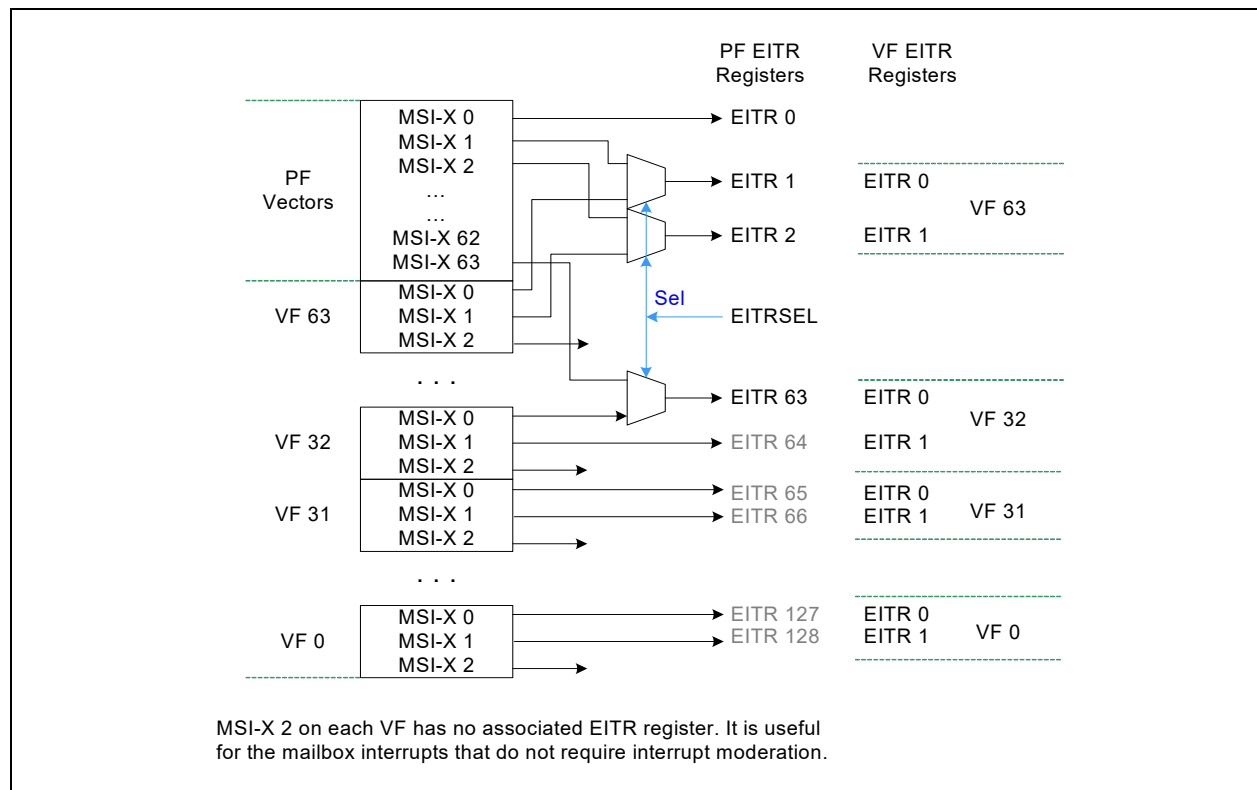 PF EITR
Registers
VF EITR
Registers
PF
Vectors
MSI-X 0
MSI-X 1
MSI-X 2
...
...
MSI-X 62
MSI-X 63
EITR 0
EITR 1
EITR 2
EITR 0
EITR 1
VF 63
VF 63
MSI-X 0
MSI-X 1
MSI-X 2
Sel
EITRSEL
. . .
EITR 63
EITR 64
EITR 0
EITR 1
VF 32
VF 32
MSI-X 0
MSI-X 1
MSI-X 2
VF 31
MSI-X 0
MSI-X 1
MSI-X 2
EITR 65
EITR 66
EITR 0
EITR 1
VF 31
. . .
VF 0
MSI-X 0
MSI-X 1
MSI-X 2
EITR 127
EITR 128
EITR 0
EITR 1
VF 0
MSI-X 2 on each VF has no associated EITR register. It is useful
for the mailbox interrupts that do not require interrupt moderation.